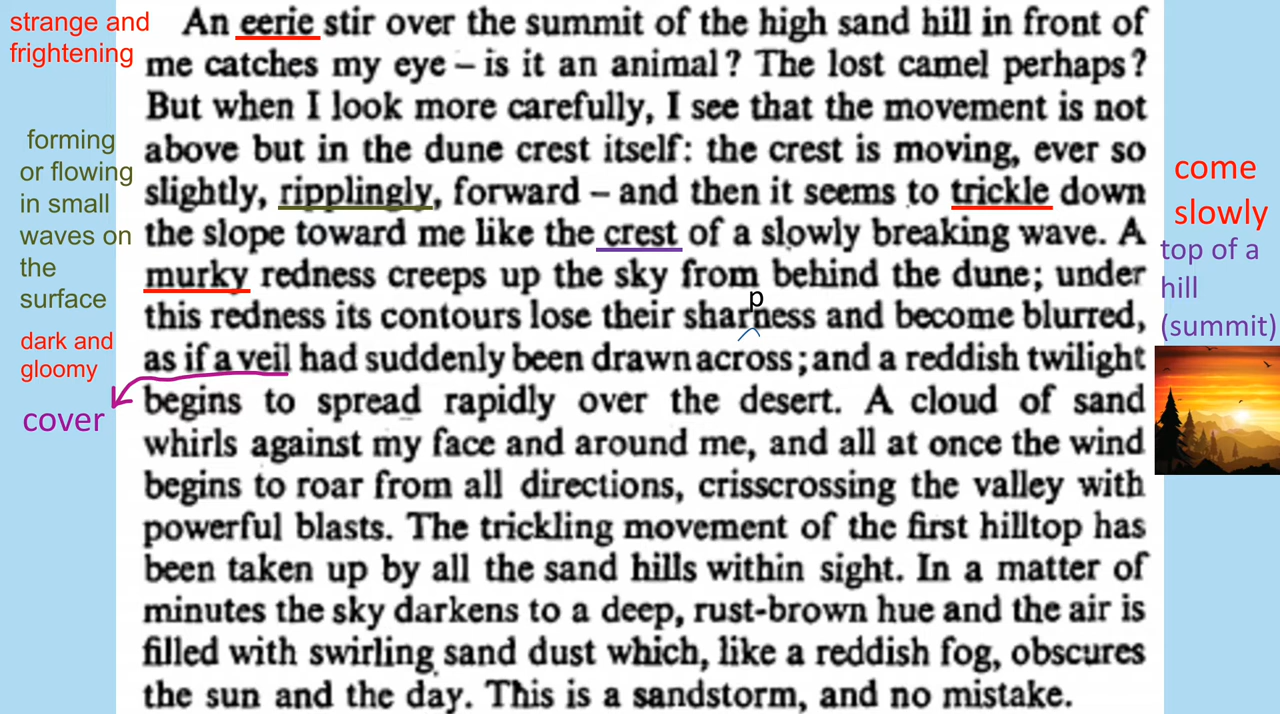 strange and
frightening
forming
or flowing
in small
waves on
the
surface
dark and
gloomy
cover
An eerie stir over the summit of the high sand hill in front of
me catches my eye – is it an animal? The lost camel perhaps?
But when I look more carefully, I see that the movement is not
above but in the dune crest itself: the crest is moving, ever so
slightly, ripplingly, forward – and then it seems to trickle down
the slope toward me like the crest of a slowly breaking wave. A
murky redness creeps up the sky from behind the dune; under
p
this redness its contours lose their sharness and become blurred,
as if a veil had suddenly been drawn across; and a reddish twilight
begins to spread rapidly over the desert. A cloud of sand
whirls against my face and around me, and all at once the wind
begins to roar from all directions, crisscrossing the valley with
powerful blasts. The trickling movement of the first hilltop has
been taken up by all the sand hills within sight. In a matter of
minutes the sky darkens to a deep, rust-brown hue and the air is
filled with swirling sand dust which, like a reddish fog, obscures
the sun and the day. This is a sandstorm, and no mistake.
come
slowly
top of a
hill
(summit)